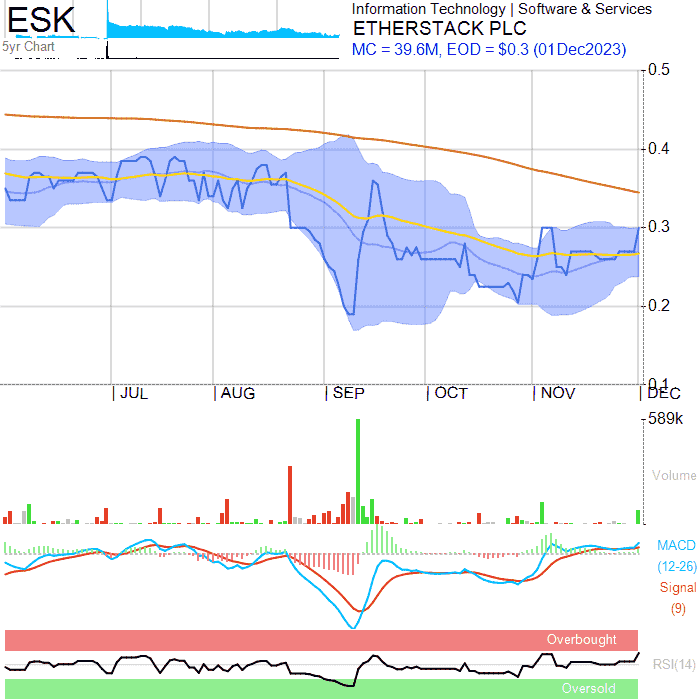 ESK
Information Technology | Software & Services
ETHERSTACK PLC
5yr Chart
MC = 39.6M, EOD = $0.3 (01Dec2023)
0.5
0.4
0.3
0.2
0.1
JUL AUG SEP OCT NOV DEC
589k
Volume
MACD
(12-26)
Signal
(9)
Overbought
RSI(14)
Oversold